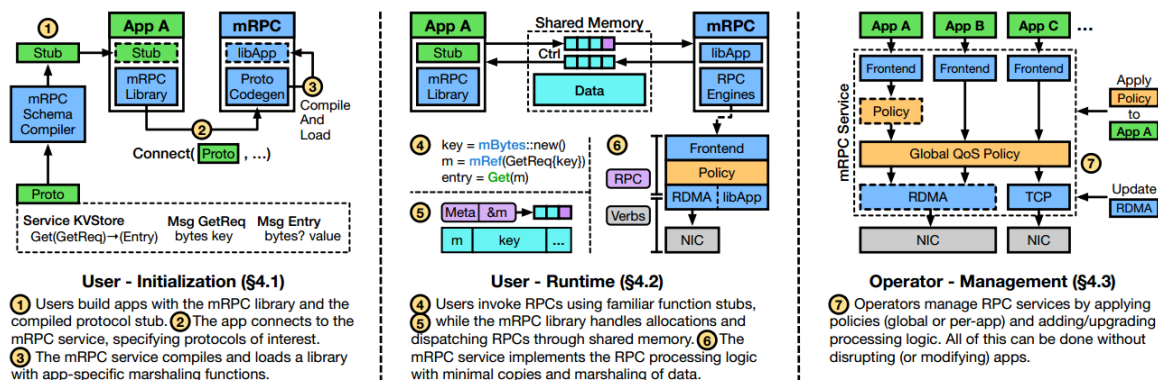 1
Stub
mRPC
Schema
Compiler
Proto
App A
Stub
mRPC
Library
mRPC
libApp
Proto
Codegen
3
Compile
And
Load
2
Connect( Proto , ...)
Service KVStore Msg GetReq Msg Entry
Get(GetReq)→(Entry) bytes key bytes? value
User - Initialization (§4.1)
1 Users build apps with the mRPC library and the
compiled protocol stub. 2 The app connects to the
mRPC service, specifying protocols of interest.
3 The mRPC service compiles and loads a library
with app-specific marshaling functions.
App A
Stub
mRPC
Library
Shared Memory
Ctrl
Data
mRPC
libApp
RPC
Engines
4 key = mBytes::new()
m = mRef(GetReq{key})
entry = Get(m)
5 Meta &m
m key ...
6
RPC
Verbs
Frontend
Policy
RDMA libApp
NIC
User - Runtime (§4.2)
4 Users invoke RPCs using familiar function stubs,
5 while the mRPC library handles allocations and
dispatching RPCs through shared memory. 6 The
mRPC service implements the RPC processing logic
with minimal copies and marshaling of data.
App A App B App C ...
mRPC Service
Frontend Frontend Frontend
Policy
Global QoS Policy
RDMA TCP
NIC NIC
Apply
Policy
to
App A
7
Update
RDMA
Operator - Management (§4.3)
7 Operators manage RPC services by applying
policies (global or per-app) and adding/upgrading
processing logic. All of this can be done without
disrupting (or modifying) apps.